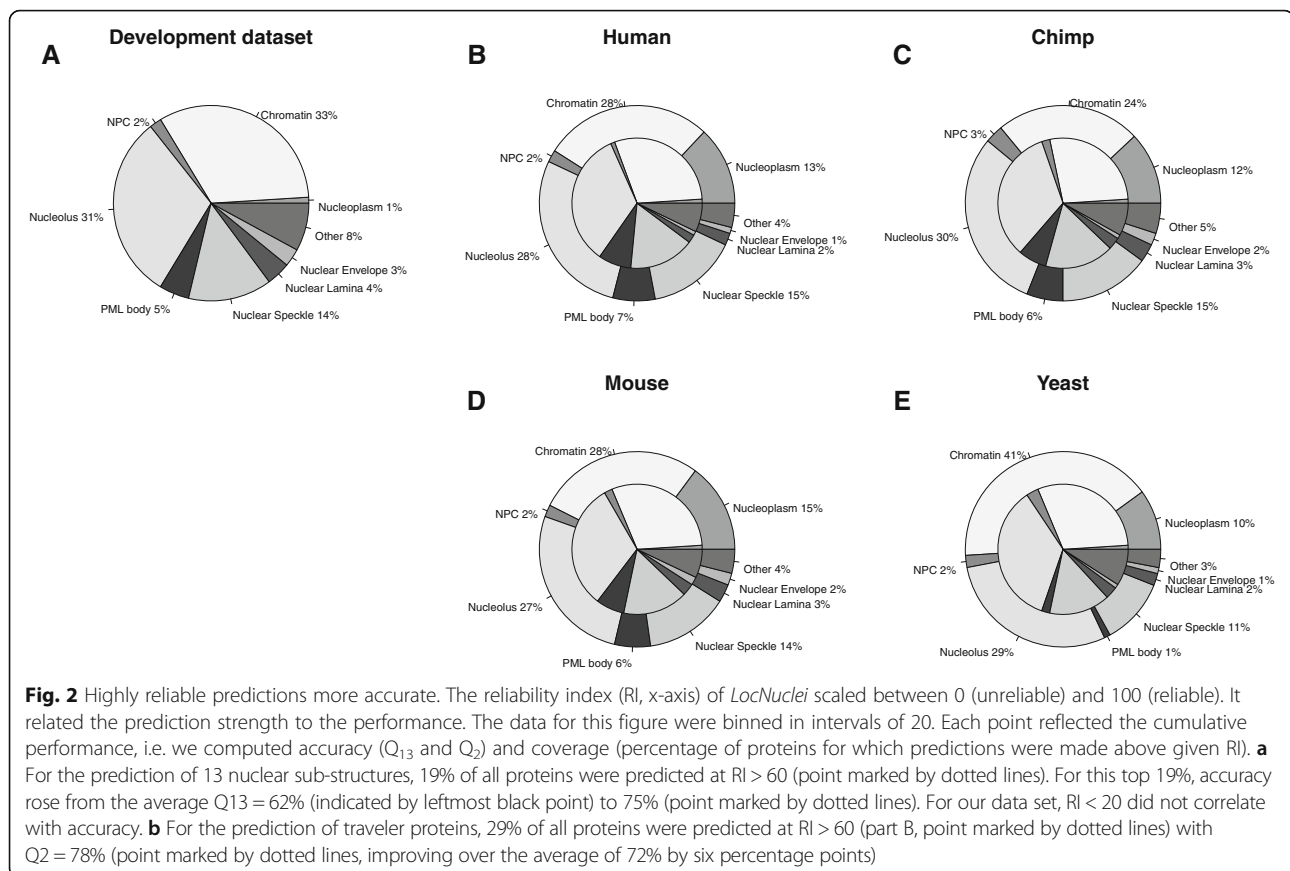 A
Development dataset
Chromatin 33%
NPC 2%
Nucleolus 31%
Nucleoplasm 1%
Other 8%
Nuclear Envelope 3%
Nuclear Lamina 4%
PML body 5%
Nuclear Speckle 14%
B
Human
Chromatin 28%
NPC 2%
Nucleoplasm 13%
Other 4%
Nuclear Envelope 1%
Nuclear Lamina 2%
Nucleolus 28%
Nuclear Speckle 15%
PML body 7%
C
Chimp
Chromatin 24%
NPC 3%
Nucleoplasm 12%
Nucleolus 30%
Other 5%
Nuclear Envelope 2%
Nuclear Lamina 3%
Nuclear Speckle 15%
PML body 6%
D
Mouse
Chromatin 28%
NPC 2%
Nucleoplasm 15%
Other 4%
Nuclear Envelope 2%
Nuclear Lamina 3%
Nucleolus 27%
Nuclear Speckle 14%
PML body 6%
E
Yeast
Chromatin 41%
Nucleoplasm 10%
NPC 2%
Other 3%
Nuclear Envelope 1%
Nuclear Lamina 2%
Nuclear Speckle 11%
Nucleolus 29%
PML body 1%
Fig. 2 Highly reliable predictions more accurate. The reliability index (RI, x-axis) of LocNuclei scaled between 0 (unreliable) and 100 (reliable). It
related the prediction strength to the performance. The data for this figure were binned in intervals of 20. Each point reflected the cumulative
performance, i.e. we computed accuracy (Q13 and Q2) and coverage (percentage of proteins for which predictions were made above given RI). a
For the prediction of 13 nuclear sub-structures, 19% of all proteins were predicted at RI > 60 (point marked by dotted lines). For this top 19%, accuracy
rose from the average Q13 = 62% (indicated by leftmost black point) to 75% (point marked by dotted lines). For our data set, RI < 20 did not correlate
with accuracy. b For the prediction of traveler proteins, 29% of all proteins were predicted at RI > 60 (part B, point marked by dotted lines) with
Q2 = 78% (point marked by dotted lines, improving over the average of 72% by six percentage points)